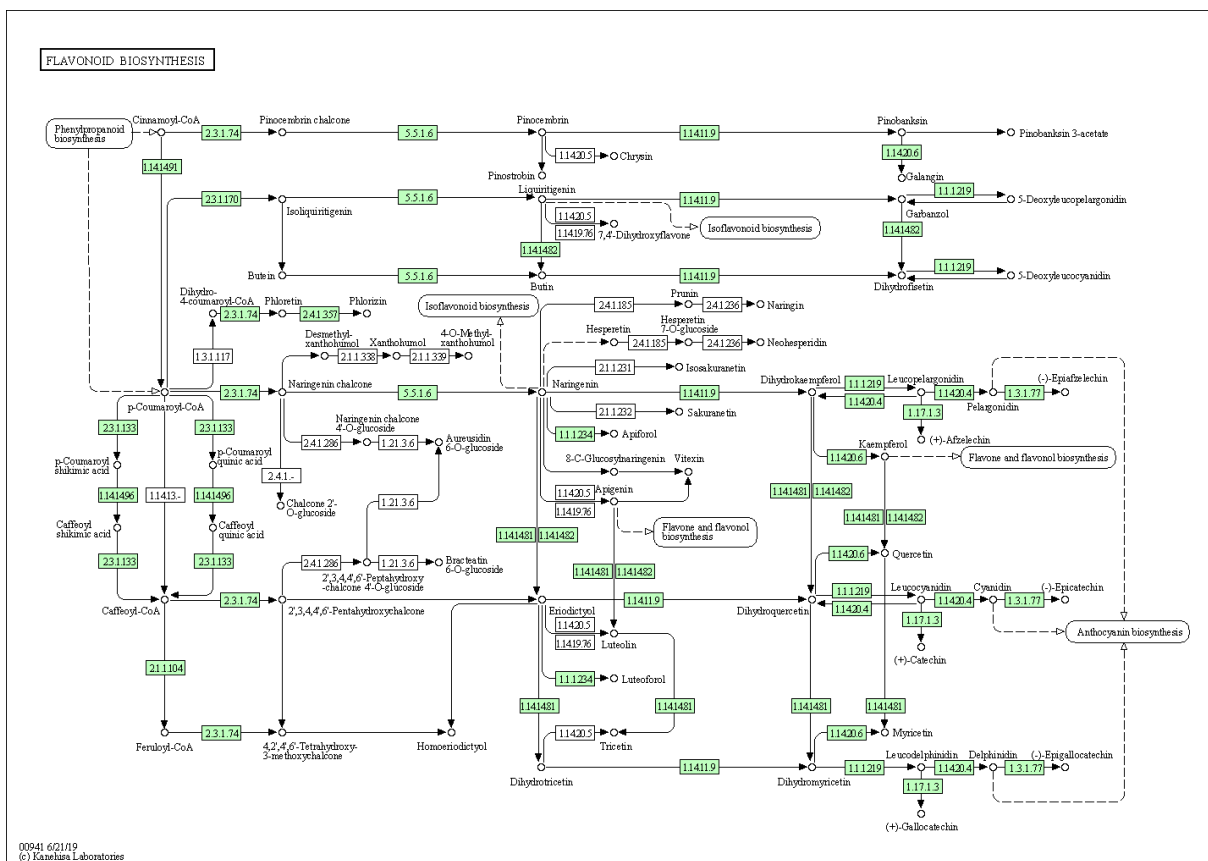 FLAVONOID BIOSYNTHESIS
Phenylpropanoid
biosynthesis
Cinnamoyl-CoA
2.3.1.74
Pinocembrin chalcone
5.5.1.6
Pinocembrin
1.14.11.9
Pinobanksin
Pinobanksin 3-acetate
1.14.20.5
Chrysin
Pinostrobin
1.14.20.6
Galangin
1.14.14.91
2.3.1.170
Isoliquiritigenin
5.5.1.6
Liquiritigenin
1.14.11.9
Garbanzol
1.1.1.219
5-Deoxyleucopelargonidin
1.14.20.5
1.14.19.76
7,4'-Dihydroxyflavone
Isoflavonoid biosynthesis
1.14.14.82
1.14.14.82
Butein
5.5.1.6
Butin
1.14.11.9
Dihydrofisetin
1.1.1.219
5-Deoxyleucocyanidin
Dihydro-
4-coumaroyl-CoA
2.3.1.74
Phloretin
2.4.1.357
Phlorizin
Isoflavonoid biosynthesis
2.4.1.185
Prunin
2.4.1.236
Naringin
Hesperetin
2.4.1.185
Hesperetin
7-O-glucoside
2.4.1.236
Neohesperidin
1.3.1.117
Desmethyl-
xanthohumol
2.1.1.338
Xanthohumol
2.1.1.339
4-O-Methyl-
xanthohumol
2.1.1.231
Isosakuranetin
p-Coumaroyl-CoA
2.3.1.74
Naringenin chalcone
5.5.1.6
Naringenin
1.14.11.9
Dihydrokaempferol
1.1.1.219
1.14.20.4
Leucopelargonidin
1.14.20.4
Pelargonidin
1.3.1.77
(-)-Epiafzelechin
1.17.1.3
(+)-Afzelechin
2.1.1.232
Sakuranetin
1.1.1.234
Apiforol
2.3.1.133
2.3.1.133
Naringenin chalcone
4'-O-glucoside
2.4.1.286
1.21.3.6
Aureusidin
6-O-glucoside
p-Coumaroyl
shikimic acid
p-Coumaroyl
quinic acid
8-C-Glucosylnaringenin
Vitexin
1.14.20.6
Kaempferol
Flavone and flavonol biosynthesis
2.4.1.-
Chalcone 2'-
O-glucoside
1.14.14.96
1.14.13.-
1.14.14.96
1.14.20.5
1.14.19.76
Apigenin
1.14.14.81
1.14.14.82
1.21.3.6
Caffeoyl
shikimic acid
Caffeoyl
quinic acid
Flavone and flavonol
biosynthesis
1.14.14.81
1.14.14.82
1.14.14.81
1.14.14.82
2.3.1.133
2.3.1.133
2.4.1.286
1.21.3.6
Bracteatin
6-O-glucoside
2',3,4,4',6'-Pentahydroxy
-chalcone 4'-O-glucoside
1.14.14.81
1.14.14.82
1.14.20.6
Quercetin
Caffeoyl-CoA
2.3.1.74
2',3,4,4',6'-Pentahydroxychalcone
Eriodictyol
1.14.11.9
Dihydroquercetin
1.1.1.219
1.14.20.4
Leucocyanidin
1.14.20.4
Cyanidin
1.3.1.77
(-)-Epicatechin
1.17.1.3
(+)-Catechin
Anthocyanin biosynthesis
1.14.20.5
1.14.19.76
Luteolin
1.1.1.234
Luteoforol
2.1.1.104
1.14.14.81
1.14.14.81
1.14.14.81
1.14.14.81
Feruloyl-CoA
2.3.1.74
4,2',4',6'-Tetrahydroxy-
3-methoxychalcone
Homoeriodictyol
1.14.20.5
Tricetin
1.14.20.6
Myricetin
Dihydrotricetin
1.14.11.9
Dihydromyricetin
1.1.1.219
Leucodelphinidin
1.14.20.4
Delphinidin
1.3.1.77
(-)-Epigallocatechin
1.17.1.3
(+)-Gallocatechin
00941 6/21/19
(c) Kanehisa Laboratories